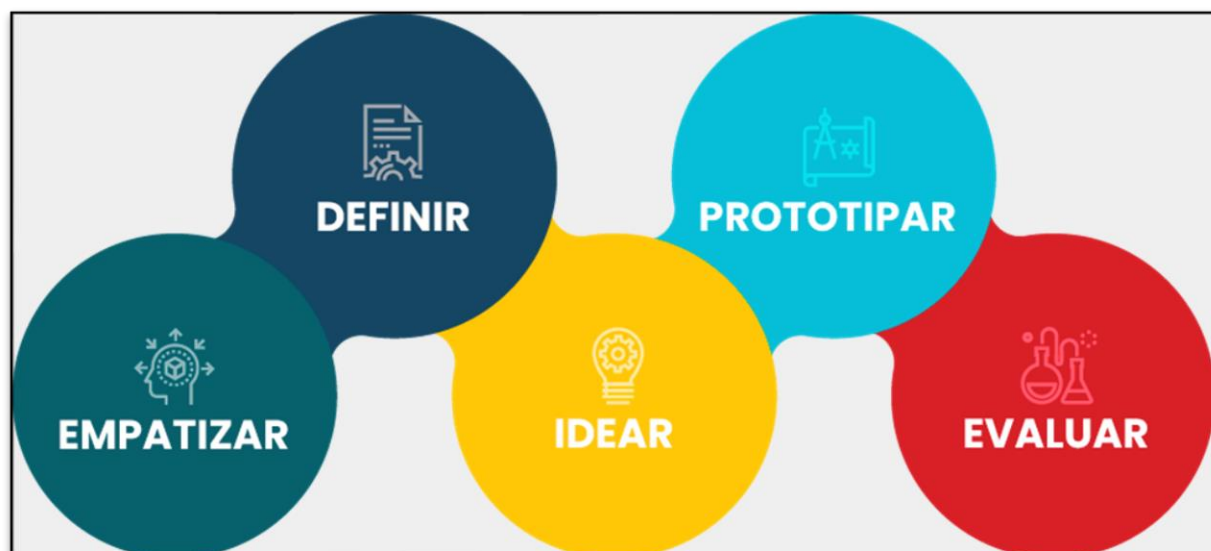 EMPATIZAR
DEFINIR
IDEAR
PROTOTIPAR
EVALUAR